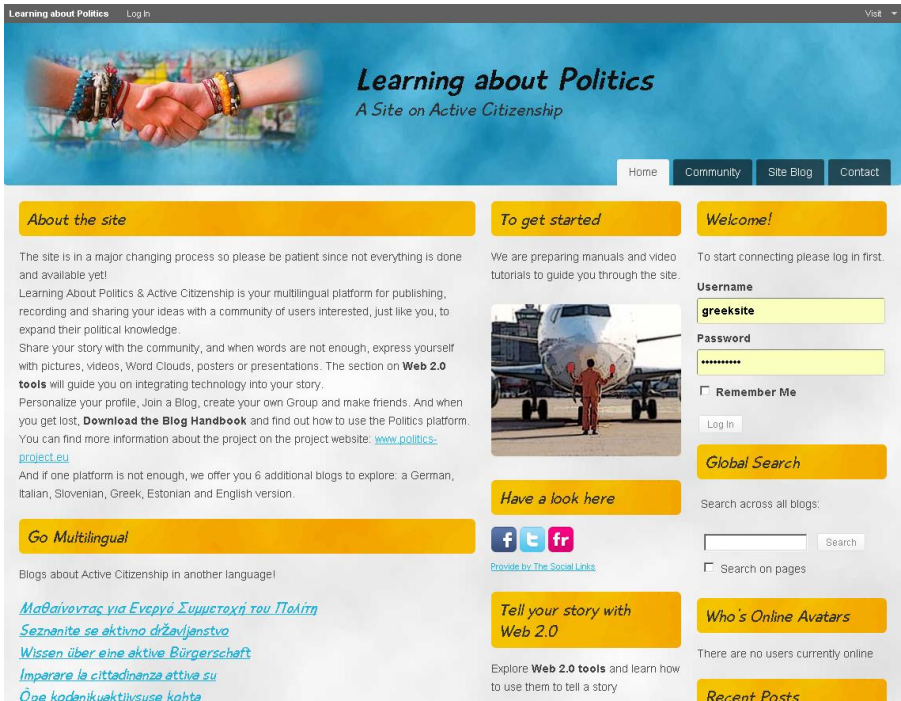 Learning about Politics Log In Visit
Learning about Politics
A Site on Active Citizenship
Home Community Site Blog Contact
About the site
The site is in a major changing process so please be patient since not everything is done
and available yet!
Learning About Politics & Active Citizenship is your multilingual platform for publishing,
recording and sharing your ideas with a community of users interested, just like you, to
expand their political knowledge.
Share your story with the community, and when words are not enough, express yourself
with pictures, videos, Word Clouds, posters or presentations. The section on Web 2.0
tools will guide you on integrating technology into your story.
Personalize your profile, Join a Blog, create your own Group and make friends. And when
you get lost, Download the Blog Handbook and find out how to use the Politics platform.
You can find more information about the project on the project website: www.politics-
project.eu
And if one platform is not enough, we offer you 6 additional blogs to explore: a German,
Italian, Slovenian, Greek, Estonian and English version.
Go Multilingual
Blogs about Active Citizenship in another language!
Μαθαίνοντας για Ενεργό Συμμετοχή του Πολίτη
Seznanite se aktivno državljanstvo
Wissen über eine aktive Bürgerschaft
Imparare la cittadinanza attiva su
Õpe kodanikuaktiivsuse kohta
To get started
We are preparing manuals and video
tutorials to guide you through the site.
Have a look here
f t fr
Provide by The Social Links
Tell your story with
Web 2.0
Explore Web 2.0 tools and learn how
to use them to tell a story
Welcome!
To start connecting please log in first.
Username
greeksite
Password
••••••••••
Remember Me
Log In
Global Search
Search across all blogs:
Search
Search on pages
Who's Online Avatars
There are no users currently online
Recent Posts